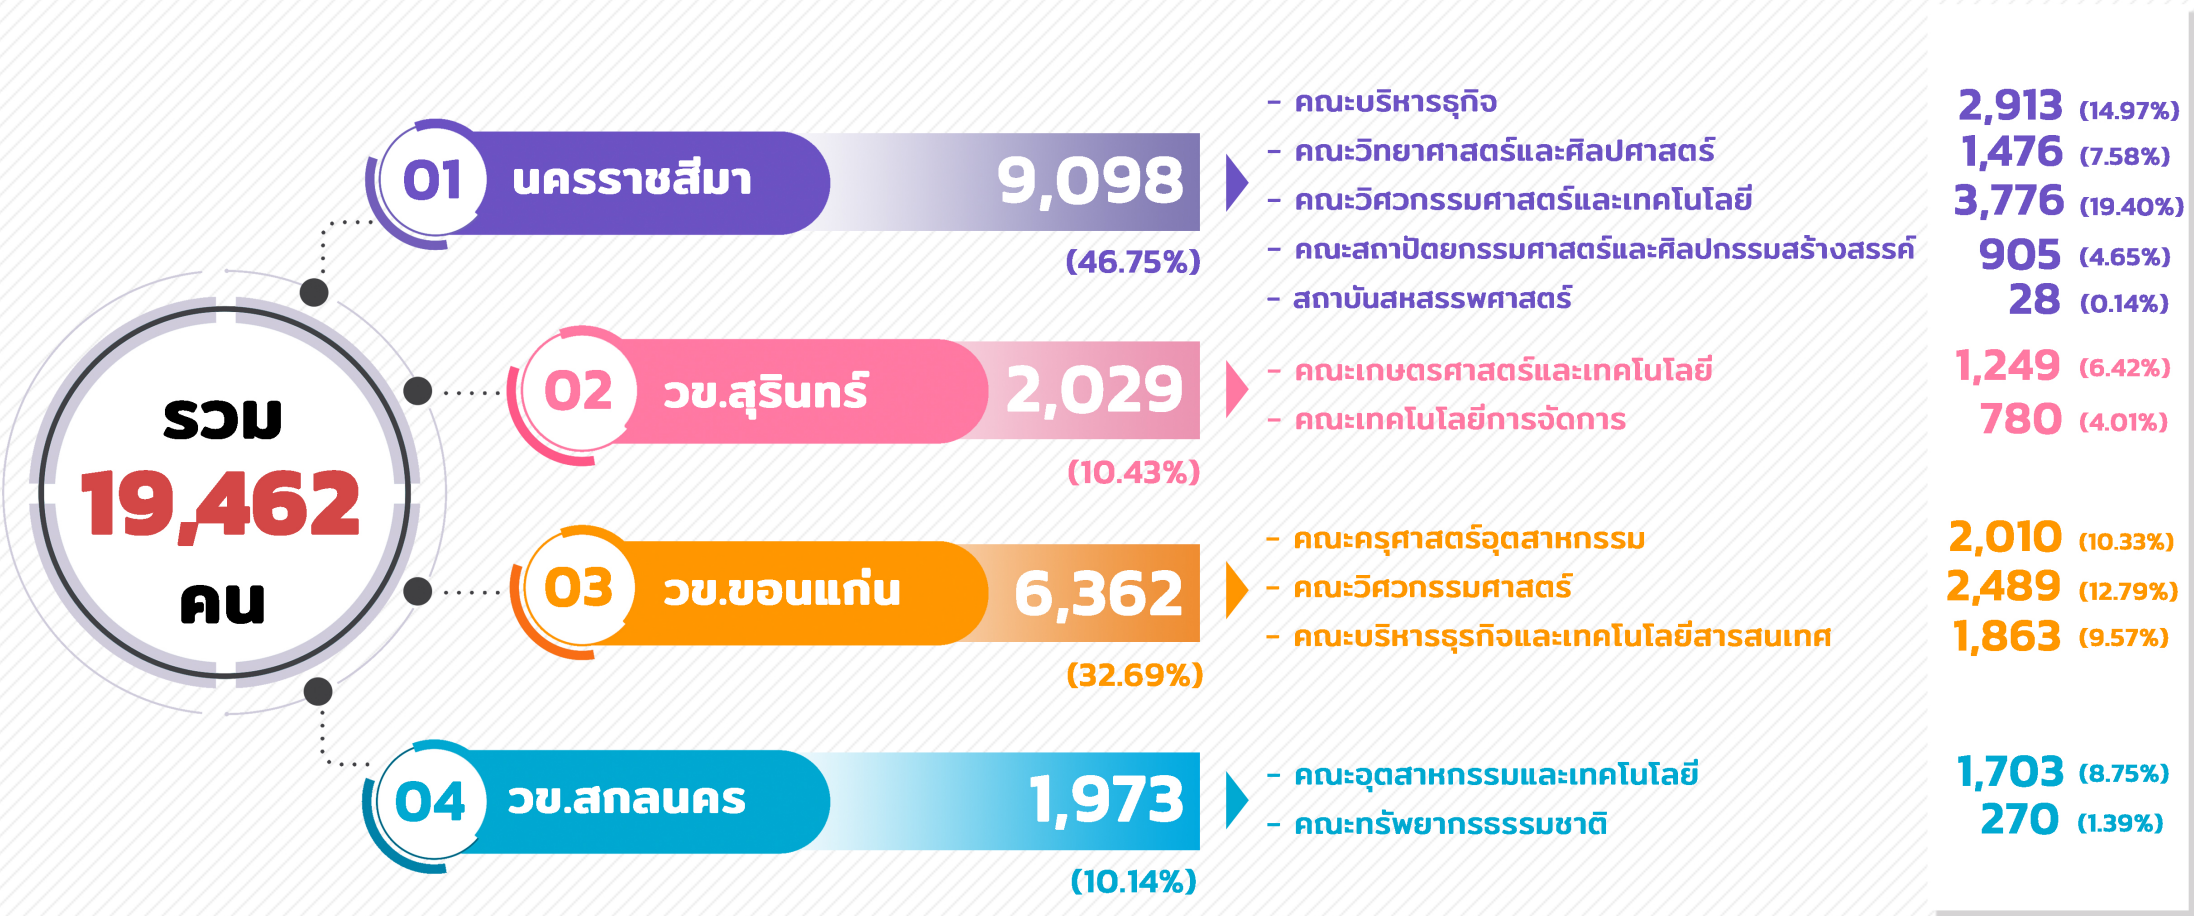 รวม
19,462
คน
01 นครราชสีมา 9,098
(46.75%)
- คณะบริหารธุกิจ 2,913 (14.97%)
- คณะวิทยาศาสตร์และศิลปศาสตร์ 1,476 (7.58%)
- คณะวิศวกรรมศาสตร์และเทคโนโลยี 3,776 (19.40%)
- คณะสถาปัตยกรรมศาสตร์และศิลปกรรมสร้างสรรค์ 905 (4.65%)
- สถาบันสหสรรพศาสตร์ 28 (0.14%)
02 วข.สุรินทร์ 2,029
(10.43%)
- คณะเกษตรศาสตร์และเทคโนโลยี 1,249 (6.42%)
- คณะเทคโนโลยีการจัดการ 780 (4.01%)
03 วข.ขอนแก่น 6,362
(32.69%)
- คณะครุศาสตร์อุตสาหกรรม 2,010 (10.33%)
- คณะวิศวกรรมศาสตร์ 2,489 (12.79%)
- คณะบริหารธุรกิจและเทคโนโลยีสารสนเทศ 1,863 (9.57%)
04 วข.สกลนคร 1,973
(10.14%)
- คณะอุตสาหกรรมและเทคโนโลยี 1,703 (8.75%)
- คณะทรัพยากรธรรมชาติ 270 (1.39%)